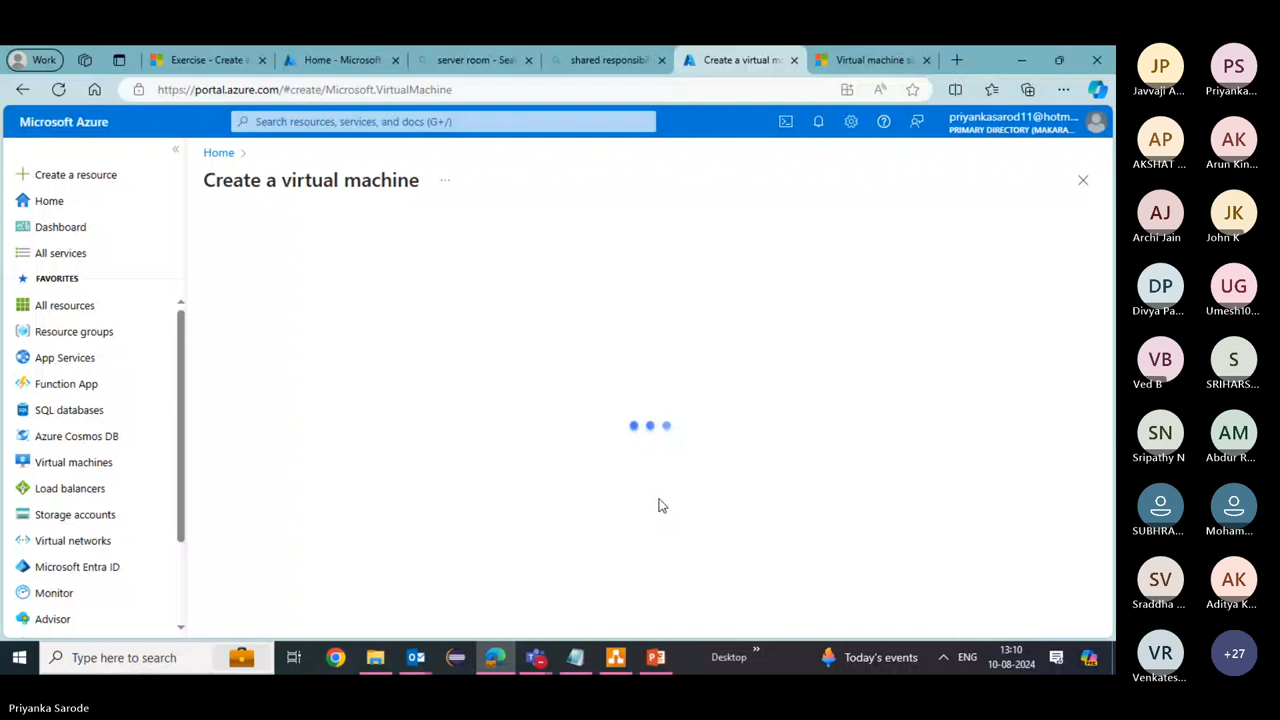 Work
Exercise - Create
Home - Microsoft
server room - Sea
shared responsibil
Create a virtual m
Virtual machine s
https://portal.azure.com/#create/Microsoft.VirtualMachine
Microsoft Azure
Search resources, services, and docs (G+/)
priyankasarod11@hotm...
PRIMARY DIRECTORY (MAKARA...
Create a resource
Home
Dashboard
All services
FAVORITES
All resources
Resource groups
App Services
Function App
SQL databases
Azure Cosmos DB
Virtual machines
Load balancers
Storage accounts
Virtual networks
Microsoft Entra ID
Monitor
Advisor
Home
Create a virtual machine
Type here to search
Desktop
Today's events
ENG
13:10
10-08-2024
JP
Javvaji A...
PS
Priyanka...
AP
AKSHAT ...
AK
Arun Kin...
AJ
Archi Jain
JK
John K
DP
Divya Pa...
UG
Umesh10...
VB
Ved B
S
SRIHARS...
SN
Sripathy N
AM
Abdur R...
SUBHRA...
Moham...
SV
Sraddha ...
AK
Aditya K...
VR
Venkates...
+27
Priyanka Sarode